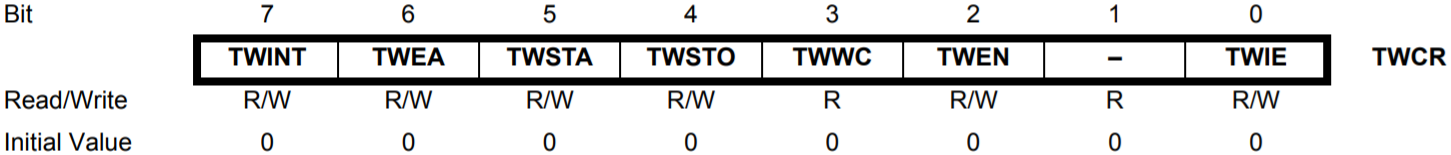 Bit 7 6 5 4 3 2 1 0
TWINT TWEA TWSTA TWSTO TWWC TWEN – TWIE TWCR
Read/Write R/W R/W R/W R/W R R/W R R/W
Initial Value 0 0 0 0 0 0 0 0